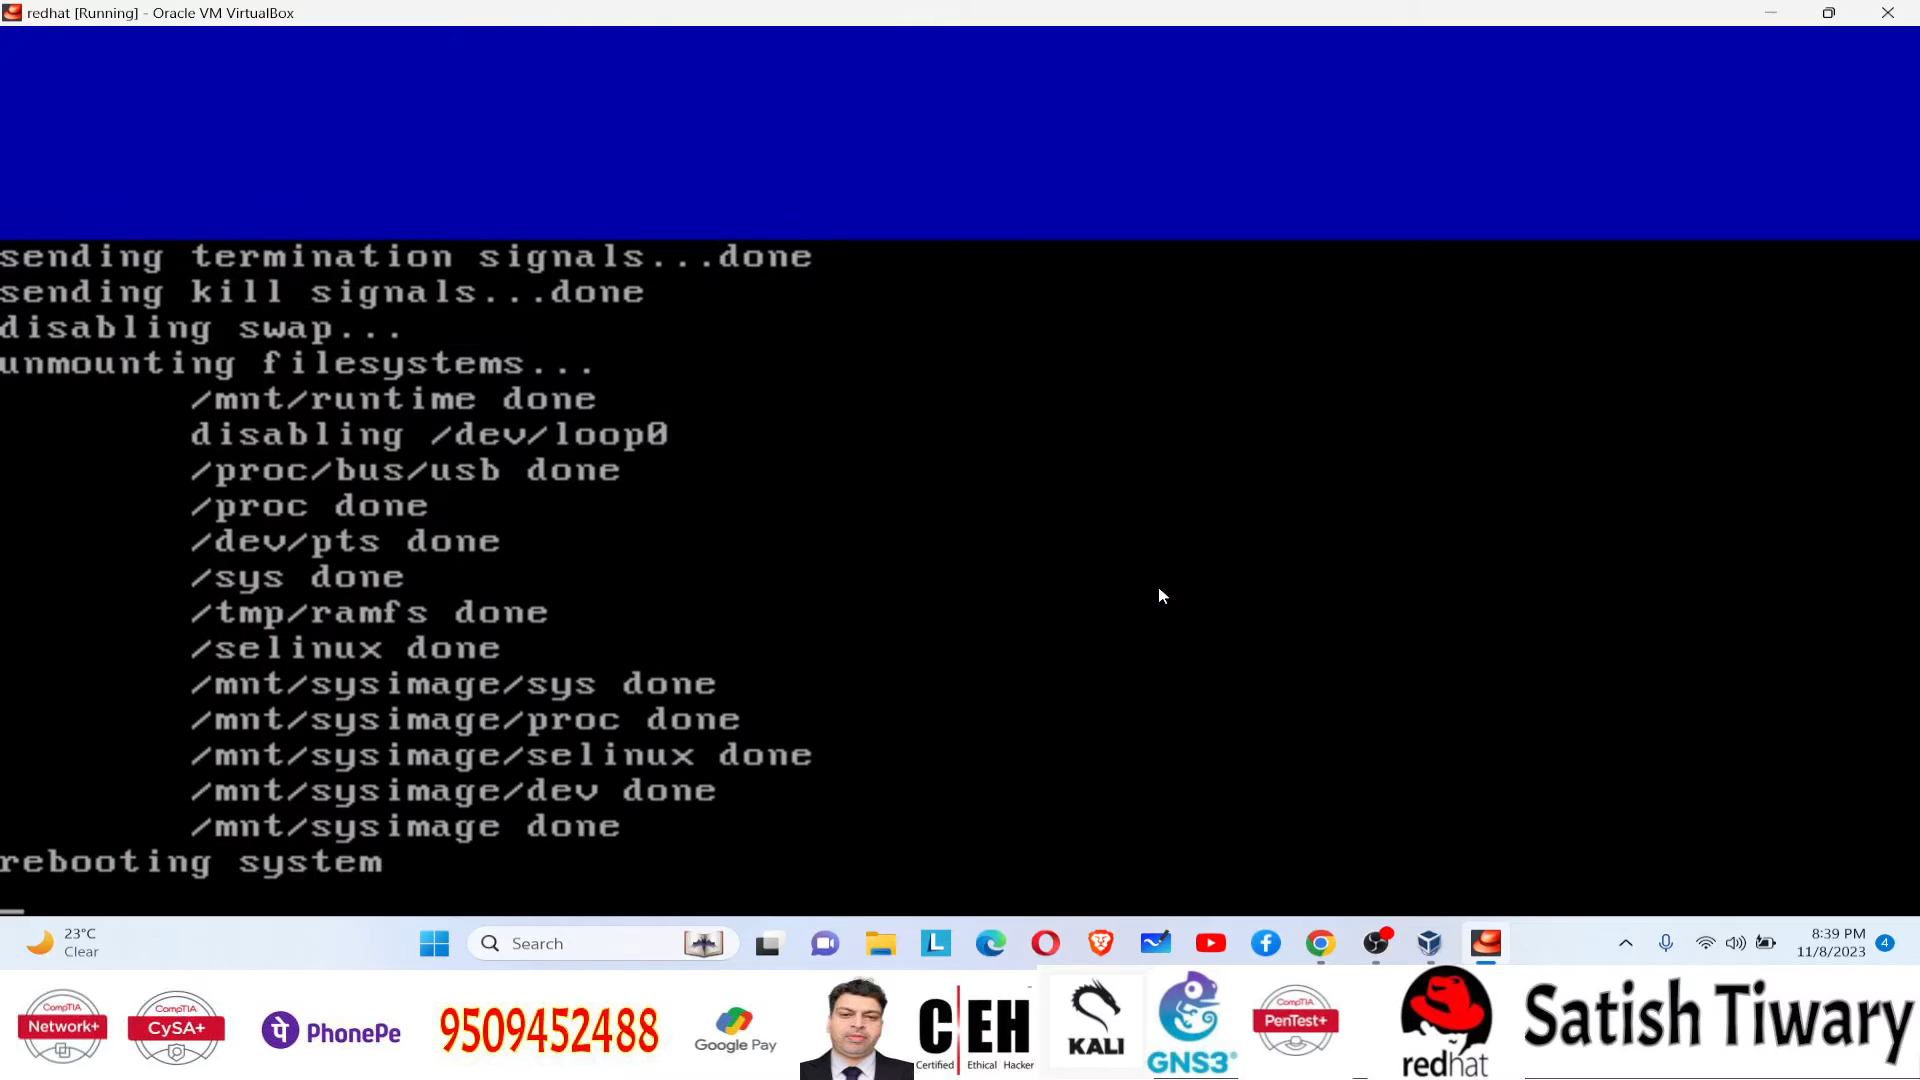 redhat [Running] - Oracle VM VirtualBox
sending termination signals...done
sending kill signals...done
disabling swap...
unmounting filesystems...
/mnt/runtime done
disabling /dev/loop0
/proc/bus/usb done
/proc done
/dev/pts done
/sys done
/tmp/ramfs done
/selinux done
/mnt/sysimage/sys done
/mnt/sysimage/proc done
/mnt/sysimage/selinux done
/mnt/sysimage/dev done
/mnt/sysimage done
rebooting system
23°C
Clear
Search
L
8:39 PM
11/8/2023
4
CompTIA
Network+
CompTIA
CySA+
पे PhonePe
9509452488
Google Pay
C EH
Certified Ethical Hacker
KALI
GNS3
CompTIA
PenTest+
redhat
Satish Tiwary